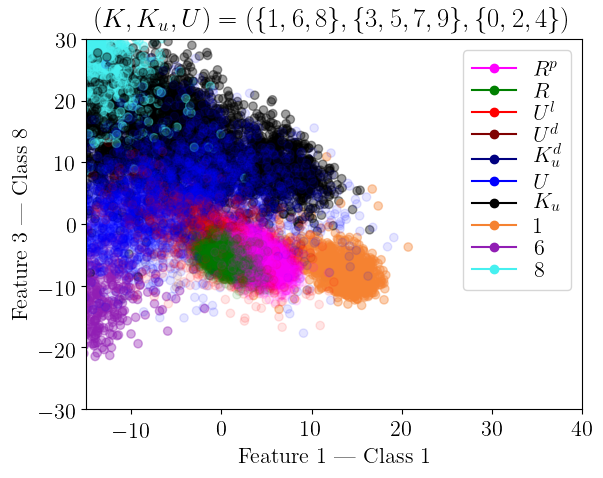 (K, K_u, U) = ({1, 6, 8}, {3, 5, 7, 9}, {0, 2, 4})
30
20
10
0
−10
−20
−30
−10
0
10
20
30
40
Feature 3 — Class 8
Feature 1 — Class 1
R^p
R
U^l
U^d
K_u^d
U
K_u
1
6
8